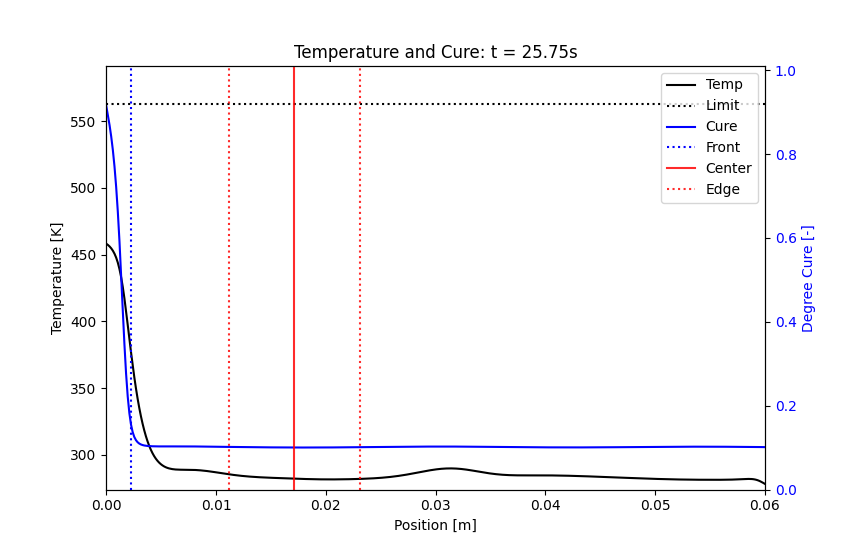 Temperature and Cure: t = 25.75s
Temperature [K]
550
500
450
400
350
300
1.0
0.8
0.6
0.4
0.2
0.0
Degree Cure [-]
Temp
Limit
Cure
Front
Center
Edge
0.00 0.01 0.02 0.03 0.04 0.05 0.06
Position [m]